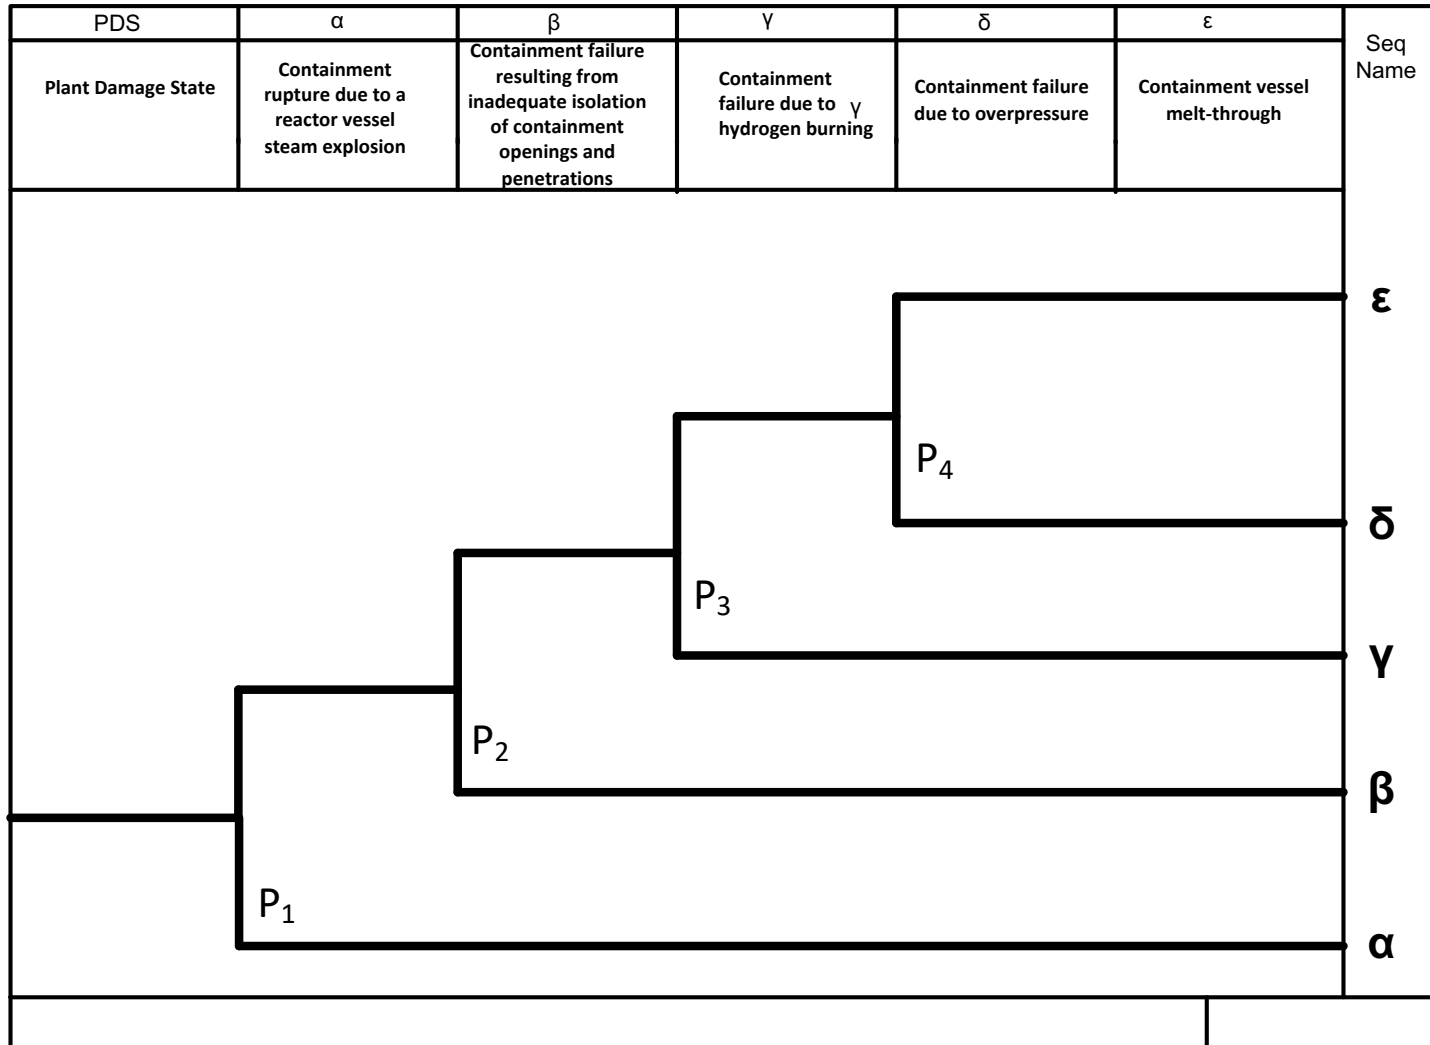 PDS
α
β
γ
δ
ε
Seq
Name
Plant Damage State
Containment
rupture due to a
reactor vessel
steam explosion
Containment failure
resulting from
inadequate isolation
of containment
openings and
penetrations
Containment
failure due to γ
hydrogen burning
Containment failure
due to overpressure
Containment vessel
melt-through
ε
P4
δ
P3
γ
P2
β
P1
α